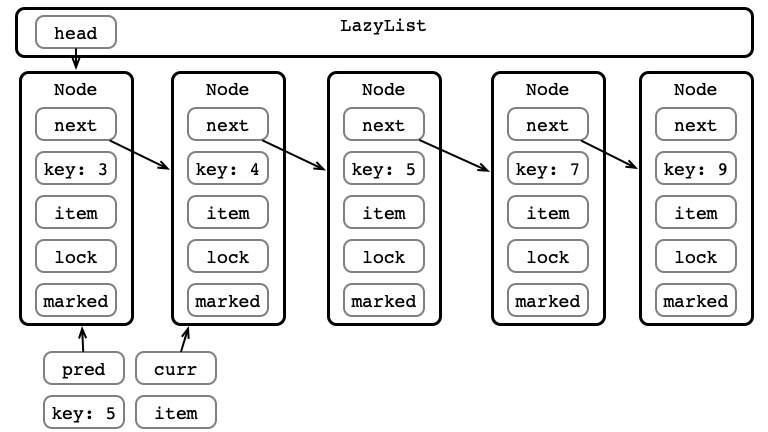 LazyList
head
Node Node Node Node Node
next next next next next
key: 3 key: 4 key: 5 key: 7 key: 9
item item item item item
lock lock lock lock lock
marked marked marked marked marked
pred curr
key: 5 item